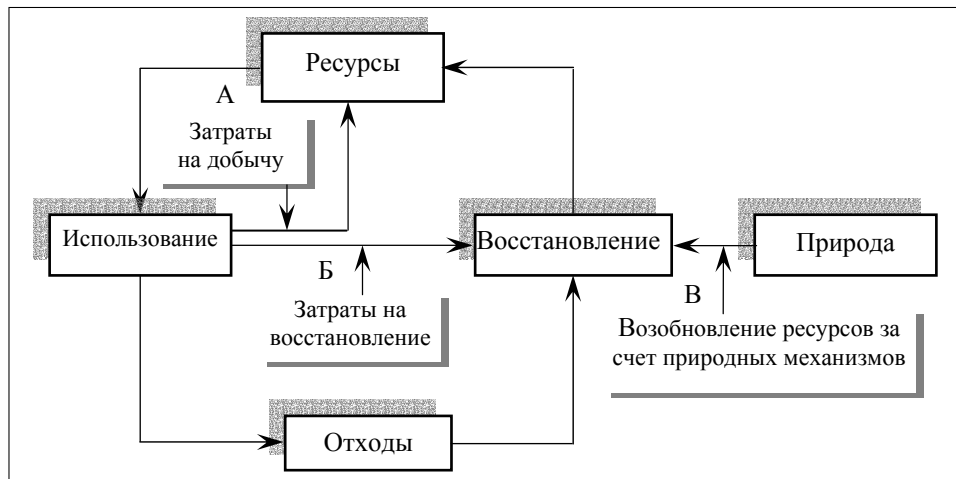 Ресурсы
А
Затраты
на добычу
Использование
Восстановление
Природа
Б
В
Затраты на
восстановление
Возобновление ресурсов за
счет природных механизмов
Отходы